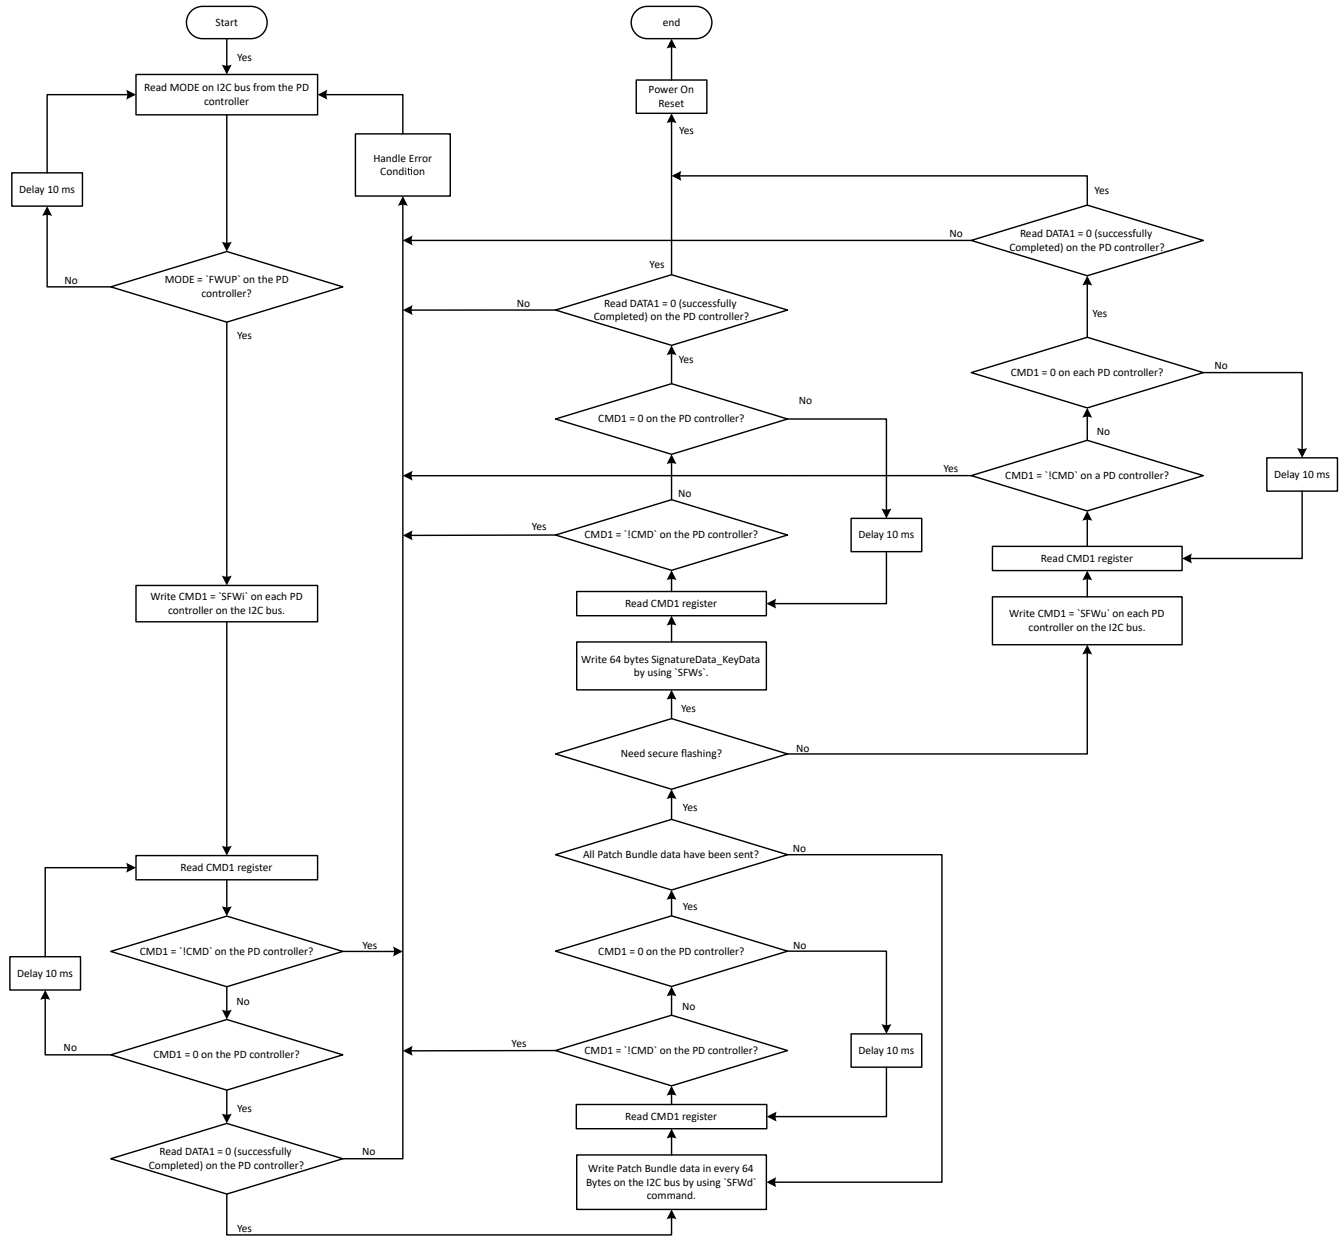 Start
Yes
Read MODE on I2C bus from the PD
controller
Delay 10 ms
No
MODE = `FWUP` on the PD
controller?
Yes
Write CMD1 = `SFWi` on each PD
controller on the I2C bus.
Read CMD1 register
CMD1 = `!CMD` on the PD controller?
Yes
Delay 10 ms
No
No
CMD1 = 0 on the PD controller?
Yes
Read DATA1 = 0 (successfully
Completed) on the PD controller?
No
Yes
Handle Error
Condition
end
Power On
Reset
Yes
Yes
Read DATA1 = 0 (successfully
Completed) on the PD controller?
No
Yes
CMD1 = 0 on the PD controller?
No
No
Yes
CMD1 = `!CMD` on the PD controller?
Delay 10 ms
Read CMD1 register
Write 64 bytes SignatureData_KeyData
by using `SFWs`.
Yes
Need secure flashing?
No
Yes
All Patch Bundle data have been sent?
No
Yes
CMD1 = 0 on the PD controller?
No
No
Yes
CMD1 = `!CMD` on the PD controller?
Delay 10 ms
Read CMD1 register
Write Patch Bundle data in every 64
Bytes on the I2C bus by using `SFWd`
command.
Yes
No
Read DATA1 = 0 (successfully
Completed) on the PD controller?
Yes
CMD1 = 0 on each PD controller?
No
No
Yes
CMD1 = `!CMD` on a PD controller?
Delay 10 ms
Read CMD1 register
Write CMD1 = `SFWu` on each PD
controller on the I2C bus.